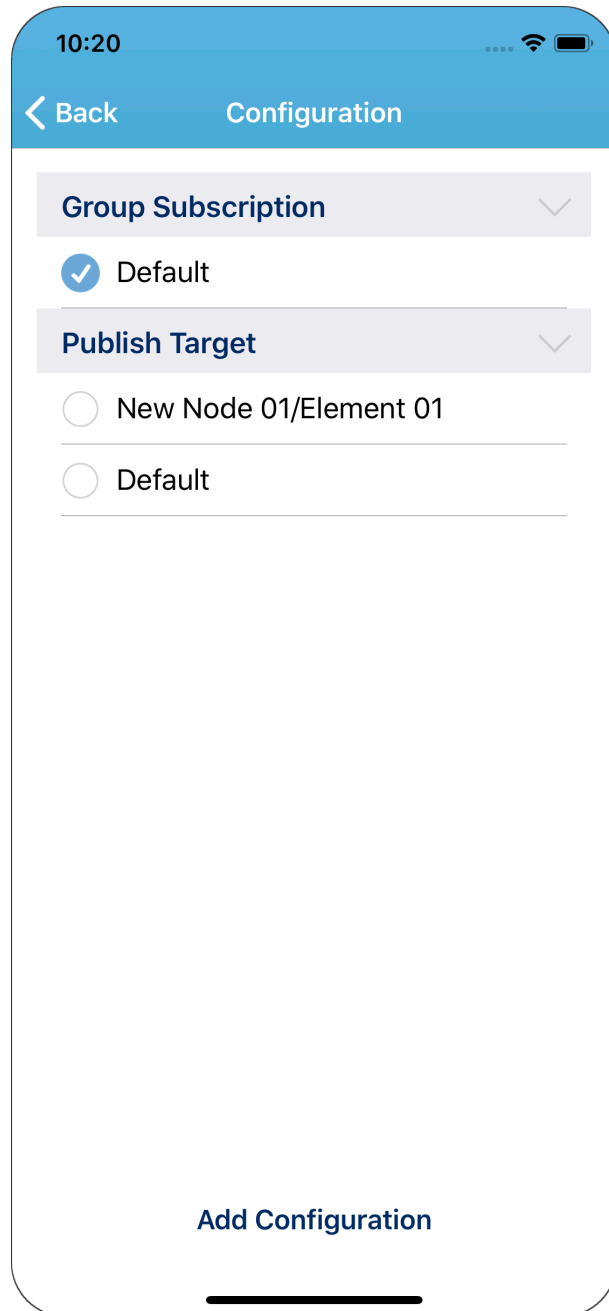 10:20
Back Configuration
Group Subscription
Default
Publish Target
New Node 01/Element 01
Default
Add Configuration